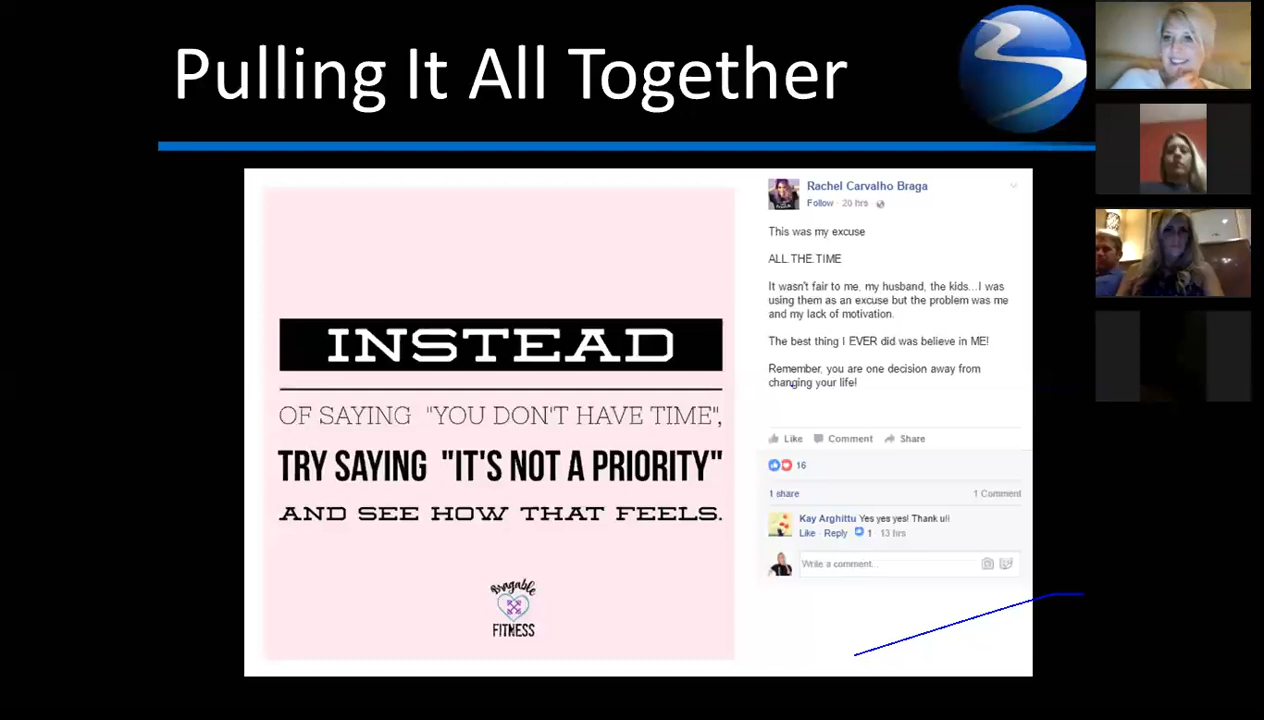 Pulling It All Together
INSTEAD
OF SAYING "YOU DON'T HAVE TIME",
TRY SAYING "IT'S NOT A PRIORITY"
AND SEE HOW THAT FEELS.
Bragable
FITNESS
Rachel Carvalho Braga
Follow · 20 hrs
This was my excuse
ALL THE TIME
It wasn't fair to me, my husband, the kids...I was
using them as an excuse but the problem was me
and my lack of motivation.
The best thing I EVER did was believe in ME!
Remember, you are one decision away from
changing your life!
Like Comment Share
16
1 share 1 Comment
Kay Arghittu Yes yes yes! Thank u!!
Like · Reply 1 · 13 hrs
Write a comment...